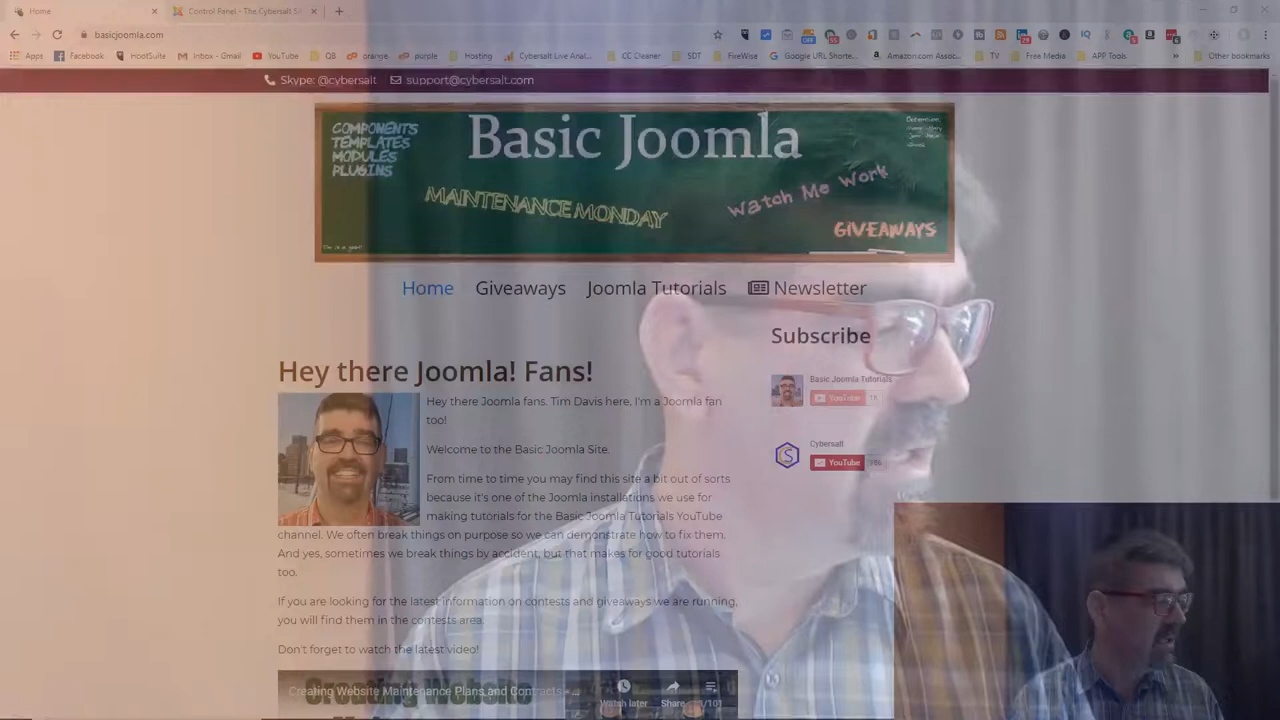 Home
Control Panel - The Cybersalt S
basicjoomla.com
Apps
Facebook
HootSuite
Inbox - Gmail
YouTube
QB
orange
purple
Hosting
Cybersalt Live Anal...
CC Cleaner
SDT
FireWise
Google URL Shorte...
Amazon.com Assoc...
TV
Free Media
APP Tools
Other bookmarks
Skype: @cybersalt
support@cybersalt.com
COMPONENTS
TEMPLATES
MODULES
PLUGINS
Basic Joomla
MAINTENANCE MONDAY
Watch Me Work
GIVEAWAYS
Home
Giveaways
Joomla Tutorials
Newsletter
Subscribe
Basic Joomla Tutorials
YouTube
1K
Cybersalt
YouTube
986
Hey there Joomla! Fans!
Hey there Joomla fans. Tim Davis here, I'm a Joomla fan
too!
Welcome to the Basic Joomla Site.
From time to time you may find this site a bit out of sorts
because it's one of the Joomla installations we use for
making tutorials for the Basic Joomla Tutorials YouTube
channel. We often break things on purpose so we can demonstrate how to fix them.
And yes, sometimes we break things by accident, but that makes for good tutorials
too.
If you are looking for the latest information on contests and giveaways we are running,
you will find them in the contests area.
Don't forget to watch the latest video!
Creating Website Maintenance Plans and Contracts - ...
Creating Website
Watch later
Share
1/101